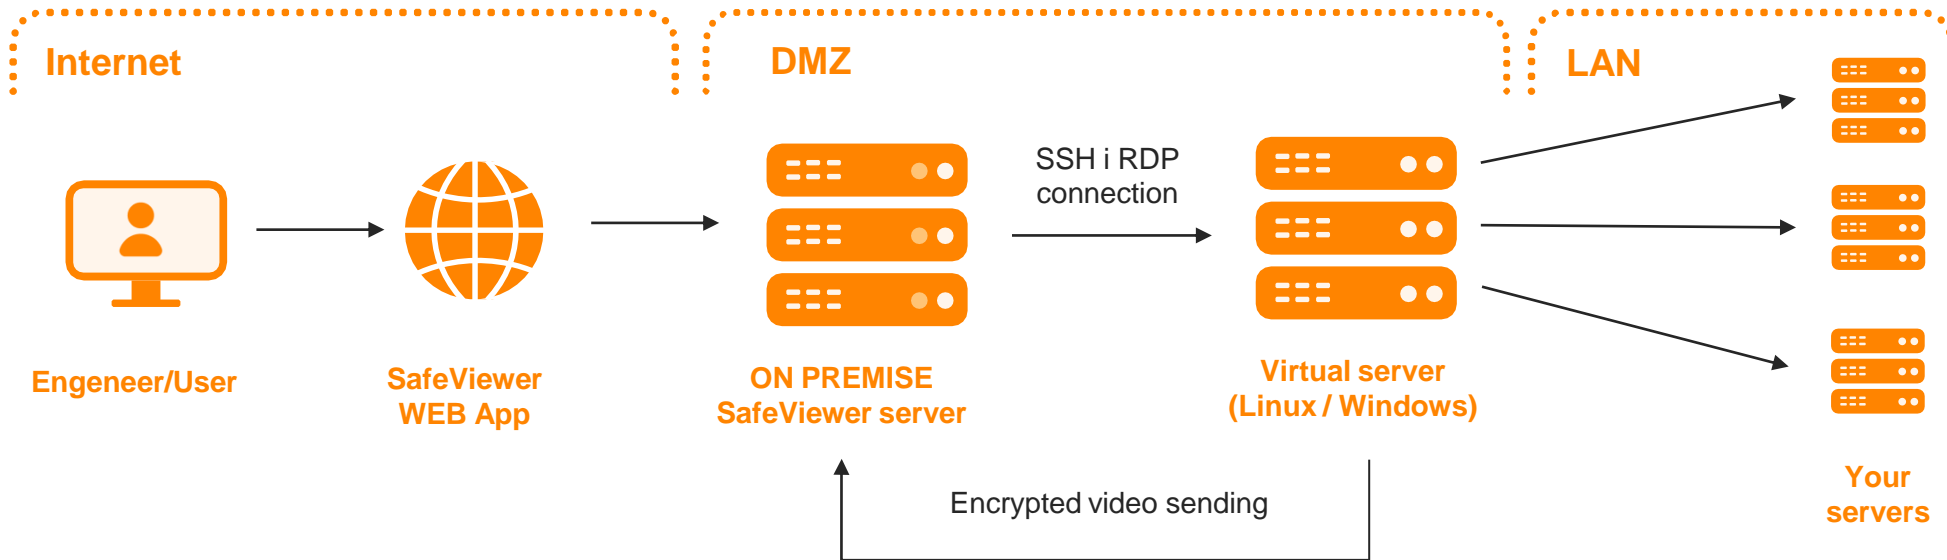 Internet
DMZ
LAN
SSH i RDP
connection
Engeneer/User
SafeViewer
WEB App
ON PREMISE
SafeViewer server
Virtual server
(Linux / Windows)
Encrypted video sending
Your
servers